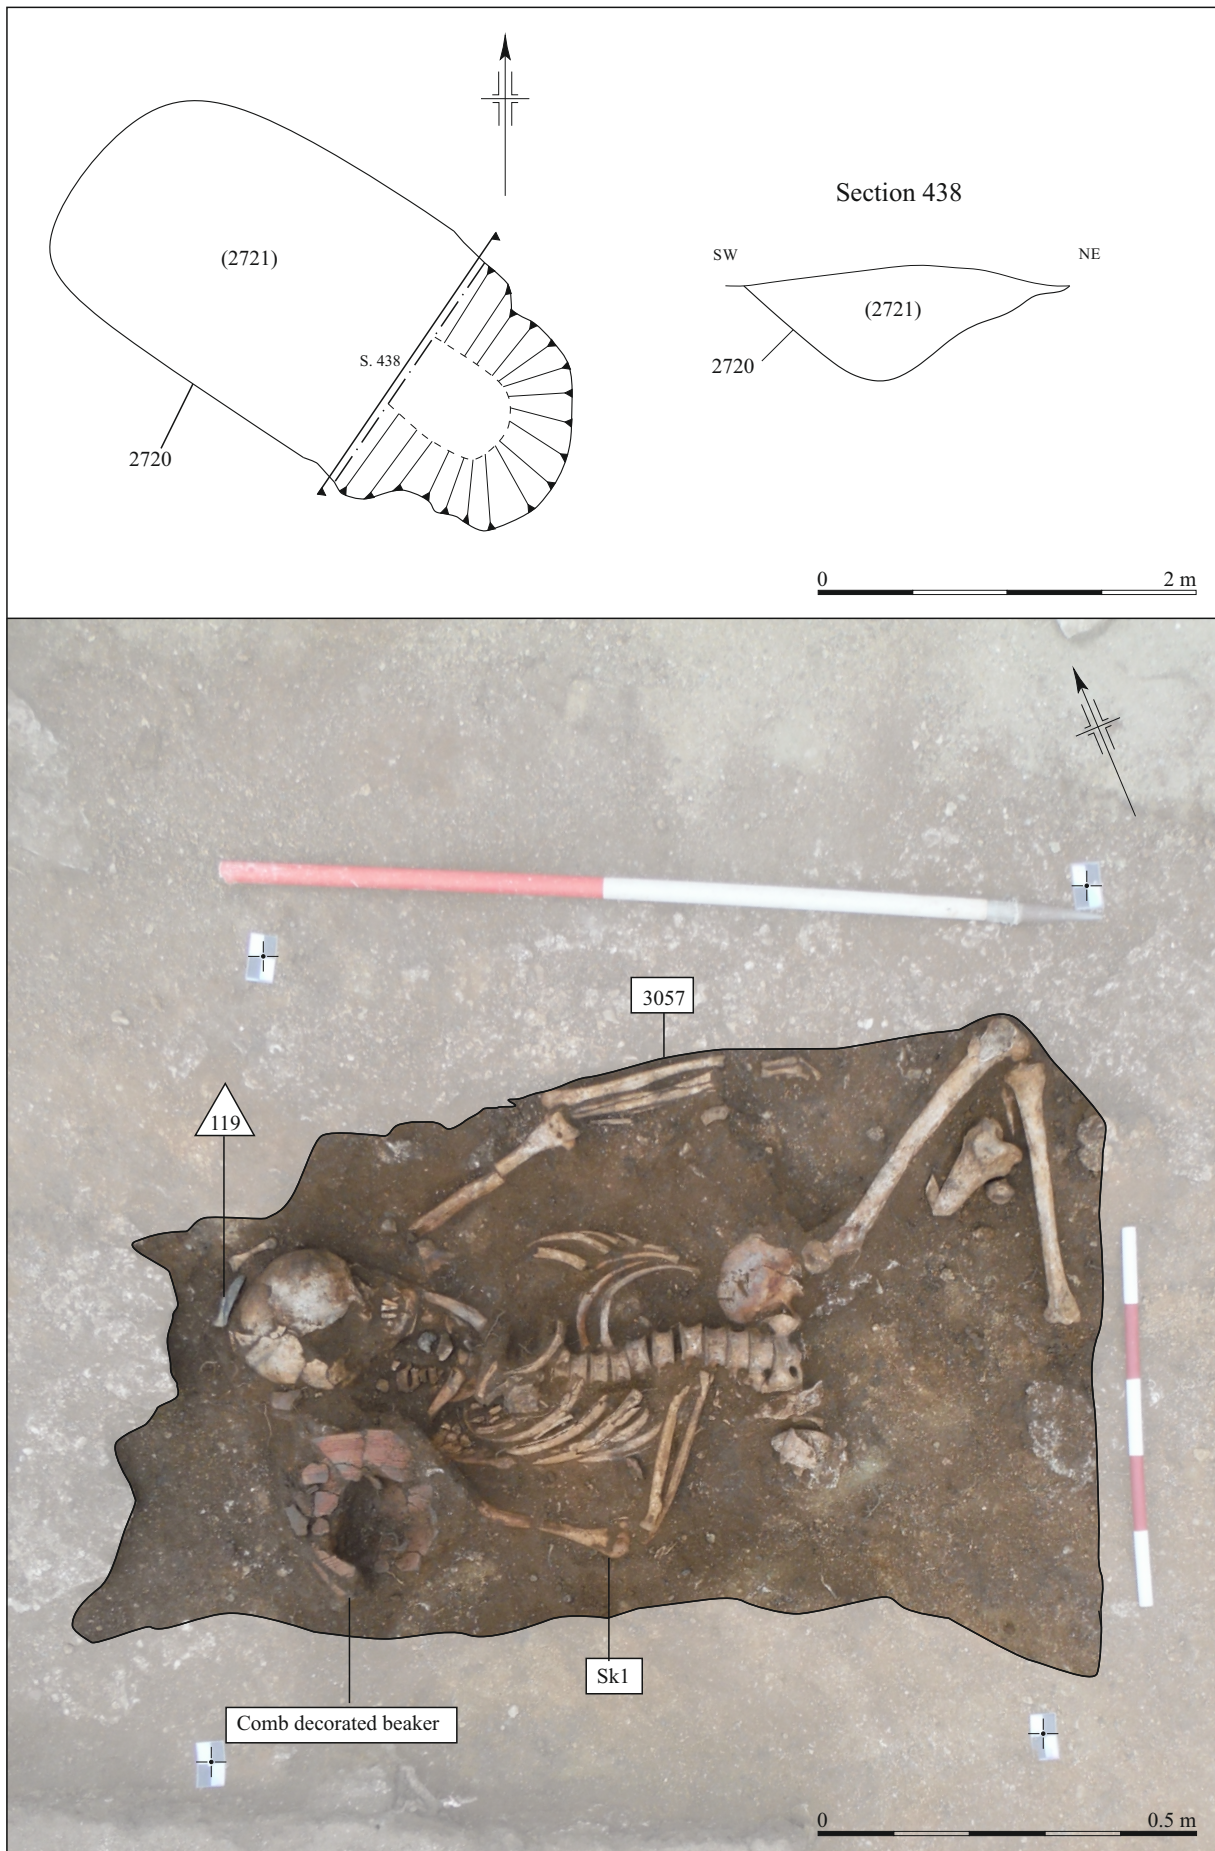 Section 438
SW
NE
(2721)
(2721)
S. 438
2720
2720
0
2 m
3057
119
Sk1
Comb decorated beaker
0
0.5 m